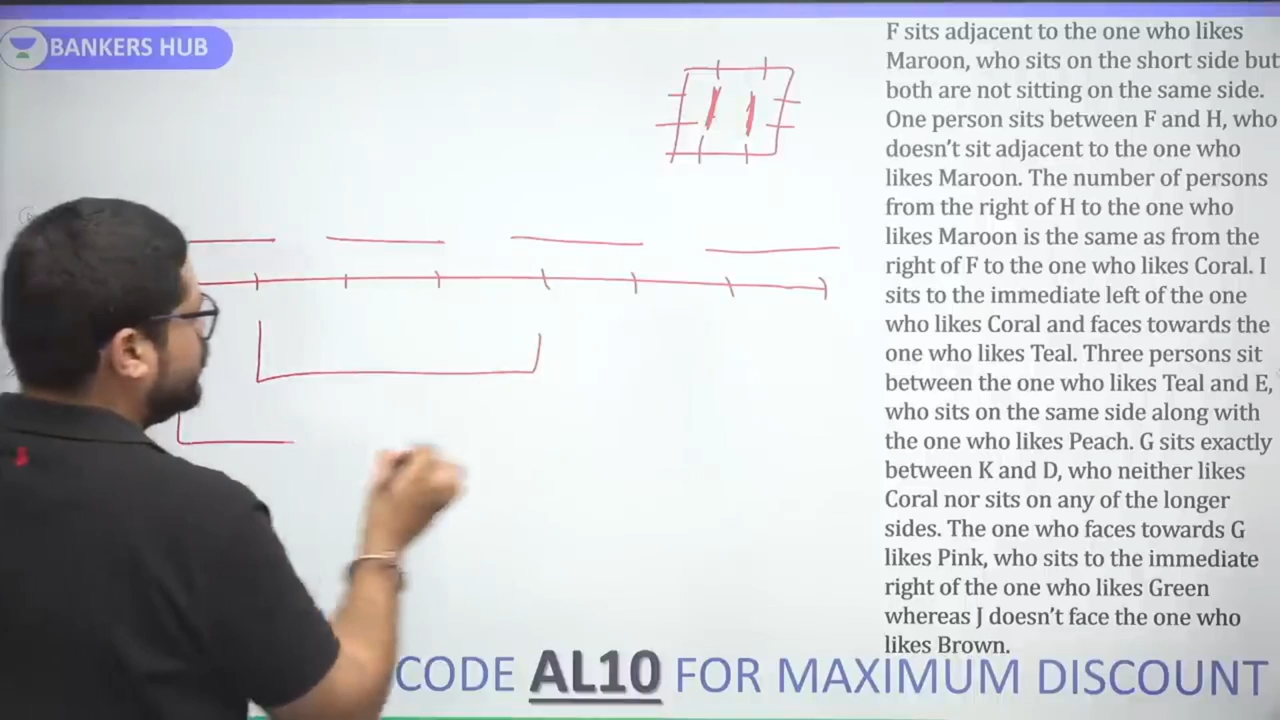 BANKERS HUB
F sits adjacent to the one who likes
Maroon, who sits on the short side but
both are not sitting on the same side.
One person sits between F and H, who
doesn't sit adjacent to the one who
likes Maroon. The number of persons
from the right of H to the one who
likes Maroon is the same as from the
right of F to the one who likes Coral. I
sits to the immediate left of the one
who likes Coral and faces towards the
one who likes Teal. Three persons sit
between the one who likes Teal and E,
who sits on the same side along with
the one who likes Peach. G sits exactly
between K and D, who neither likes
Coral nor sits on any of the longer
sides. The one who faces towards G
likes Pink, who sits to the immediate
right of the one who likes Green
whereas J doesn't face the one who
likes Brown.
CODE AL10 FOR MAXIMUM DISCOUNT